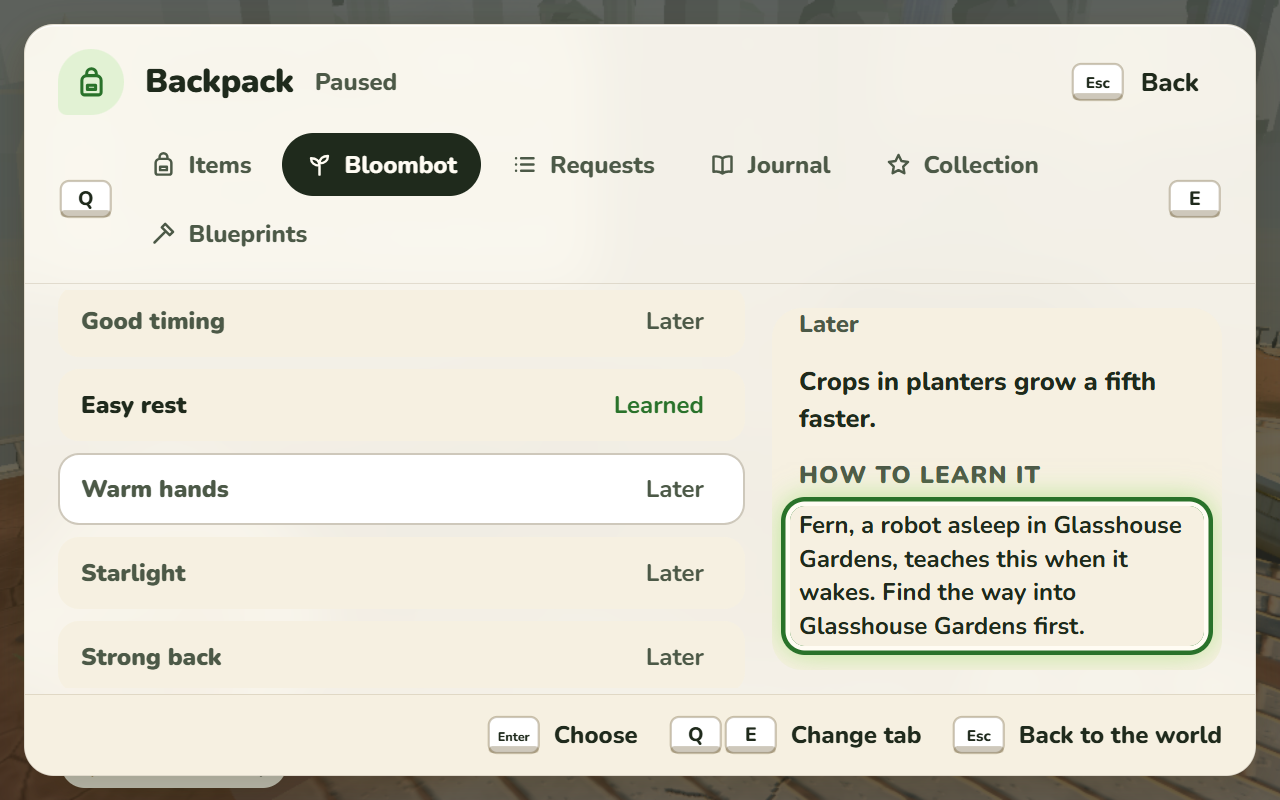 Backpack Paused
Esc Back
Items Bloombot Requests Journal Collection
Q
E
Blueprints
Good timing Later
Easy rest Learned
Warm hands Later
Starlight Later
Strong back Later
Later
Crops in planters grow a fifth
faster.
HOW TO LEARN IT
Fern, a robot asleep in Glasshouse
Gardens, teaches this when it
wakes. Find the way into
Glasshouse Gardens first.
Enter Choose Q E Change tab Esc Back to the world